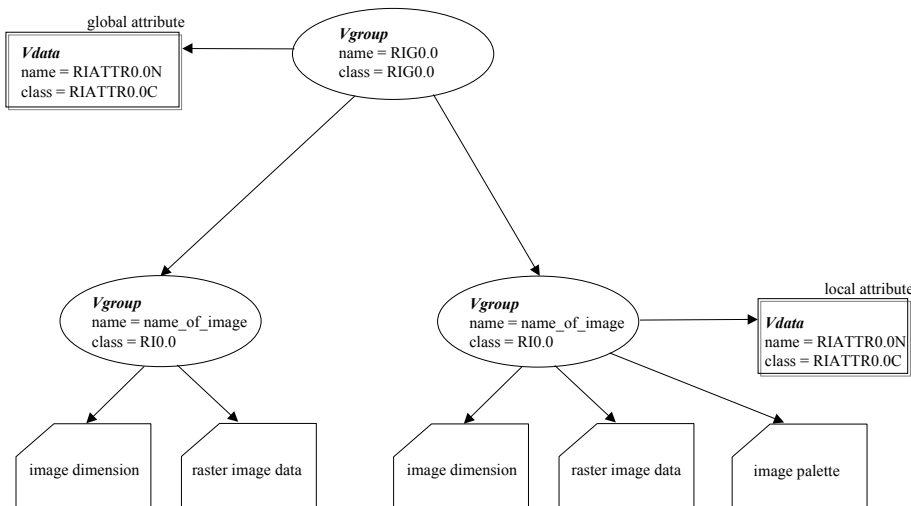 global attribute
Vdata
name = RIATTR0.0N
class = RIATTR0.0C
Vgroup
name = RIG0.0
class = RIG0.0
Vgroup
name = name_of_image
class = RI0.0
Vgroup
name = name_of_image
class = RI0.0
local attribute
Vdata
name = RIATTR0.0N
class = RIATTR0.0C
image dimension
raster image data
image dimension
raster image data
image palette